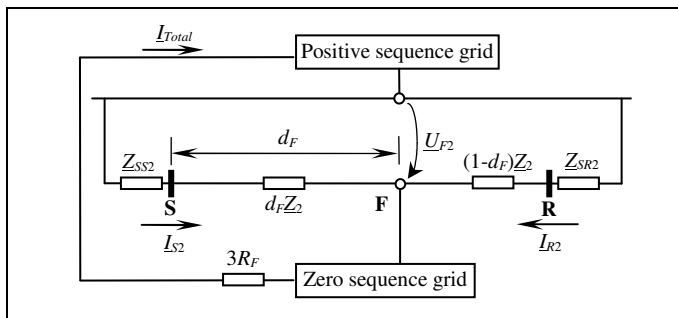 I_Total
Positive sequence grid
d_F
U_F2
Z_SS2
(1-d_F)Z_2
Z_SR2
S
d_FZ_2
F
R
I_S2
I_R2
3R_F
Zero sequence grid